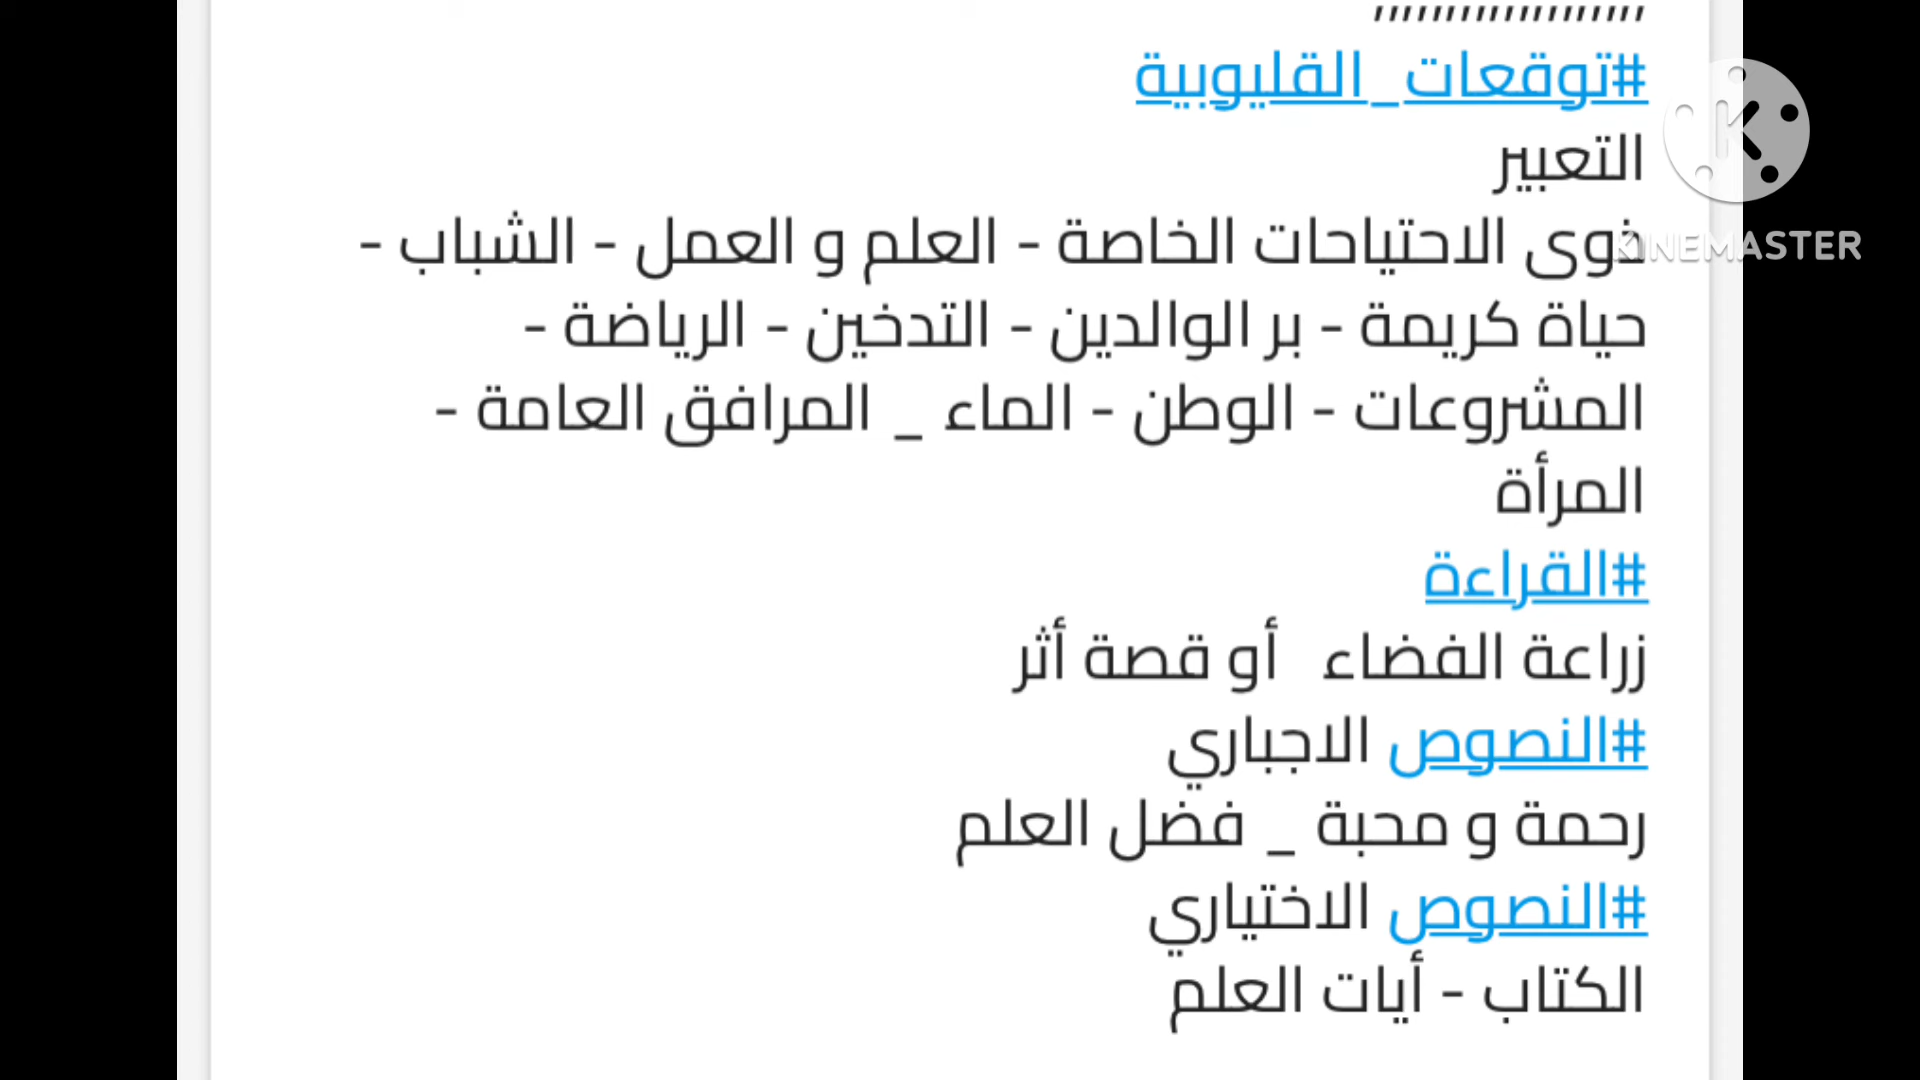 ,,,,,,,,,,,,,,,,,,,
#توقعات_القليوبية
التعبير
ذوى الاحتياحات الخاصة - العلم و العمل - الشباب -
حياة كريمة - بر الوالدين - التدخين - الرياضة -
المشروعات - الوطن - الماء _ المرافق العامة -
المرأة
#القراءة
زراعة الفضاء أو قصة أثر
#النصوص الاجباري
رحمة و محبة _ فضل العلم
#النصوص الاختياري
الكتاب - أيات العلم
K
KINEMASTER